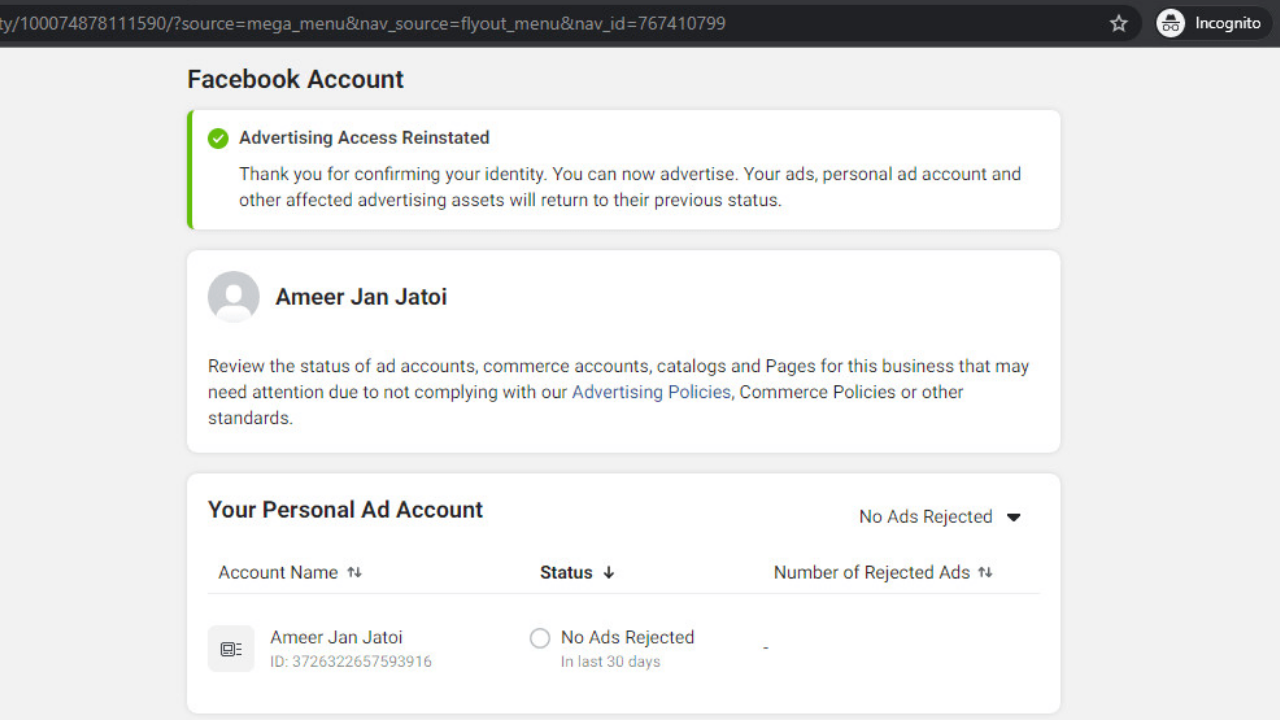 ty/100074878111590/?source=mega_menu&nav_source=flyout_menu&nav_id=767410799
Incognito
Facebook Account
Advertising Access Reinstated
Thank you for confirming your identity. You can now advertise. Your ads, personal ad account and
other affected advertising assets will return to their previous status.
Ameer Jan Jatoi
Review the status of ad accounts, commerce accounts, catalogs and Pages for this business that may
need attention due to not complying with our Advertising Policies, Commerce Policies or other
standards.
Your Personal Ad Account
No Ads Rejected
Account Name Status Number of Rejected Ads
Ameer Jan Jatoi No Ads Rejected -
ID: 3726322657593916 In last 30 days